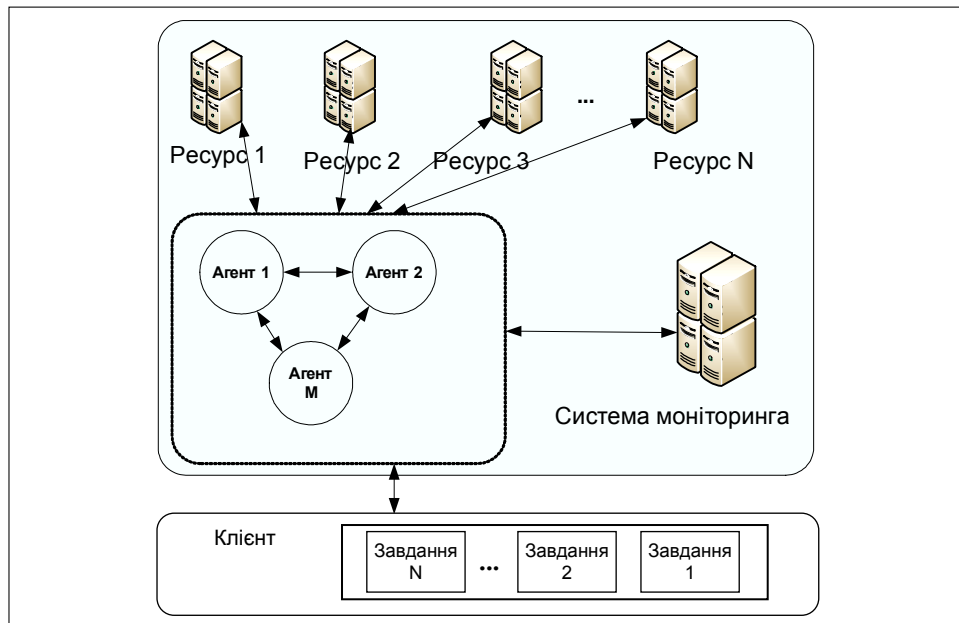 ...
Ресурс 1
Ресурс 2
Ресурс 3
Ресурс N
Агент 1
Агент 2
Агент
M
Система моніторинга
Клієнт
Завдання
N
...
Завдання
2
Завдання
1